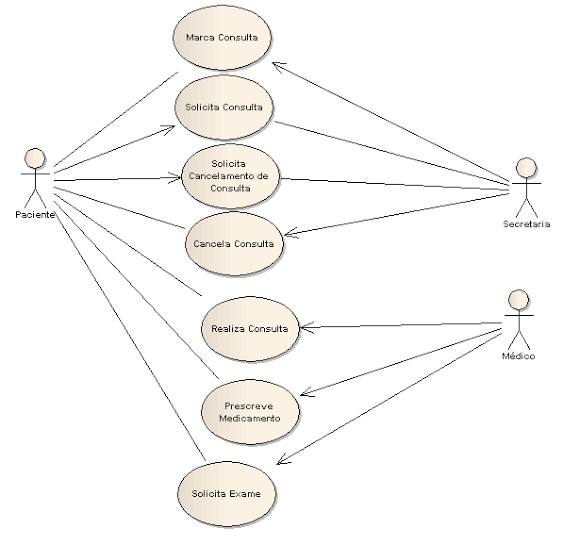 Marca Consulta
Solicita Consulta
Solicita
Cancelamento de
Consulta
Paciente
Secretaria
Cancela Consulta
Realiza Consulta
Médico
Prescreve
Medicamento
Solicita Exame